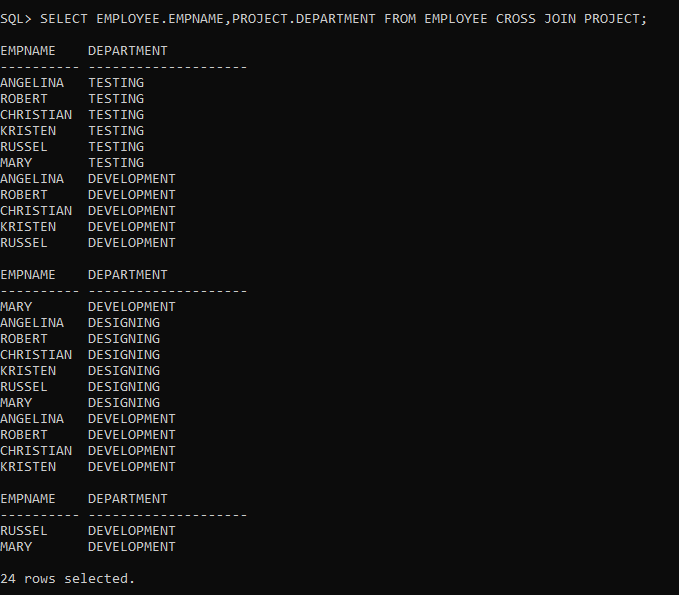 SQL> SELECT EMPLOYEE.EMPNAME,PROJECT.DEPARTMENT FROM EMPLOYEE CROSS JOIN PROJECT;
EMPNAME    DEPARTMENT
---------- --------------------
ANGELINA   TESTING
ROBERT     TESTING
CHRISTIAN  TESTING
KRISTEN    TESTING
RUSSEL     TESTING
MARY       TESTING
ANGELINA   DEVELOPMENT
ROBERT     DEVELOPMENT
CHRISTIAN  DEVELOPMENT
KRISTEN    DEVELOPMENT
RUSSEL     DEVELOPMENT
EMPNAME    DEPARTMENT
---------- --------------------
MARY       DEVELOPMENT
ANGELINA   DESIGNING
ROBERT     DESIGNING
CHRISTIAN  DESIGNING
KRISTEN    DESIGNING
RUSSEL     DESIGNING
MARY       DESIGNING
ANGELINA   DEVELOPMENT
ROBERT     DEVELOPMENT
CHRISTIAN  DEVELOPMENT
KRISTEN    DEVELOPMENT
EMPNAME    DEPARTMENT
---------- --------------------
RUSSEL     DEVELOPMENT
MARY       DEVELOPMENT
24 rows selected.